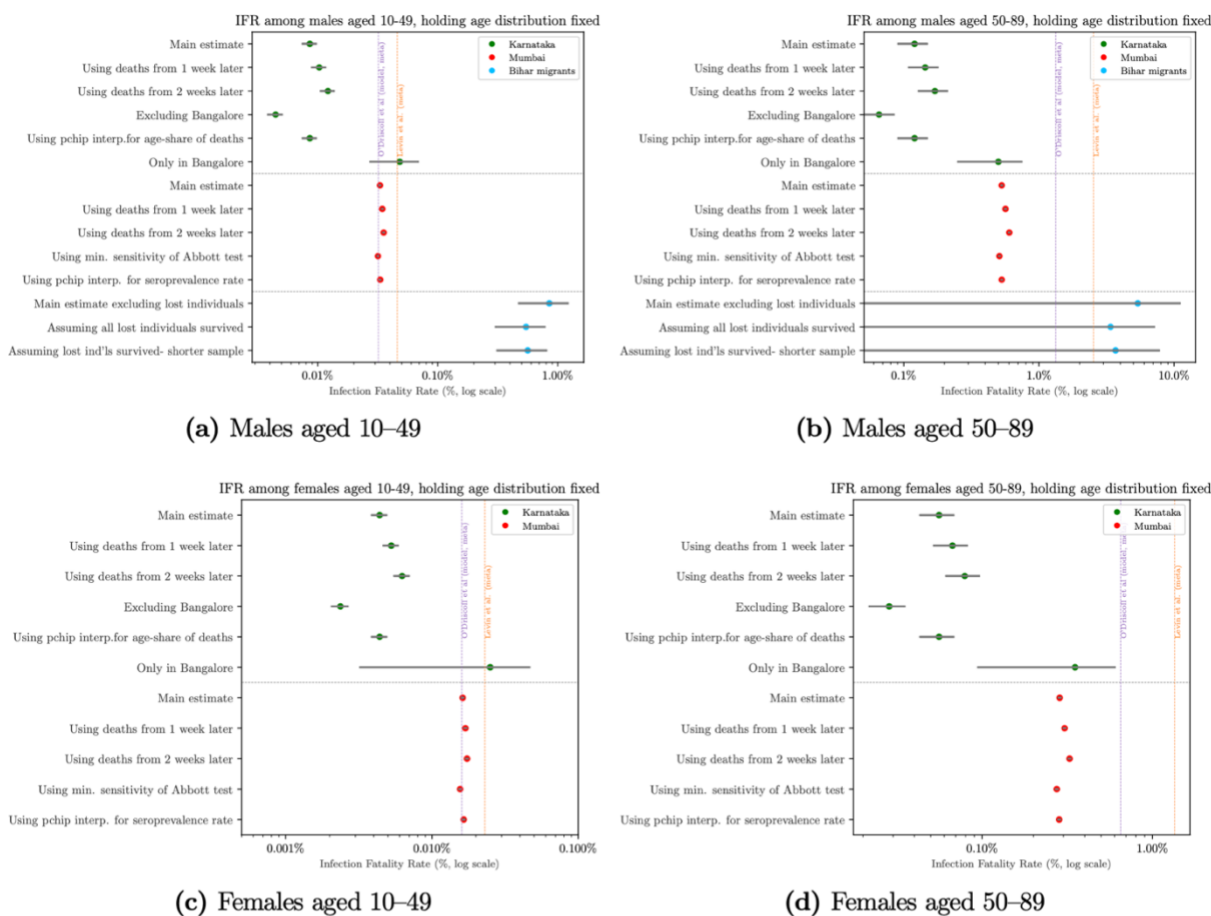 IFR among males aged 10-49, holding age distribution fixed
Main estimate
Using deaths from 1 week later
Using deaths from 2 weeks later
Excluding Bangalore
Using pchip interp.for age-share of deaths
Only in Bangalore
Main estimate
Using deaths from 1 week later
Using deaths from 2 weeks later
Using min. sensitivity of Abbott test
Using pchip interp. for seroprevalence rate
Main estimate excluding lost individuals
Assuming all lost individuals survived
Assuming lost ind'ls survived- shorter sample
O'Driscoll et al (model, meta)
Levin et al. (meta)
Karnataka
Mumbai
Bihar migrants
0.01%
0.10%
1.00%
Infection Fatality Rate (%, log scale)
(a) Males aged 10–49
IFR among males aged 50-89, holding age distribution fixed
Main estimate
Using deaths from 1 week later
Using deaths from 2 weeks later
Excluding Bangalore
Using pchip interp.for age-share of deaths
Only in Bangalore
Main estimate
Using deaths from 1 week later
Using deaths from 2 weeks later
Using min. sensitivity of Abbott test
Using pchip interp. for seroprevalence rate
Main estimate excluding lost individuals
Assuming all lost individuals survived
Assuming lost ind'ls survived- shorter sample
O'Driscoll et al (model, meta)
Levin et al. (meta)
Karnataka
Mumbai
Bihar migrants
0.1%
1.0%
10.0%
Infection Fatality Rate (%, log scale)
(b) Males aged 50–89
IFR among females aged 10-49, holding age distribution fixed
Main estimate
Using deaths from 1 week later
Using deaths from 2 weeks later
Excluding Bangalore
Using pchip interp.for age-share of deaths
Only in Bangalore
Main estimate
Using deaths from 1 week later
Using deaths from 2 weeks later
Using min. sensitivity of Abbott test
Using pchip interp. for seroprevalence rate
O'Driscoll et al (model, meta)
Levin et al. (meta)
Karnataka
Mumbai
0.001%
0.010%
0.100%
Infection Fatality Rate (%, log scale)
(c) Females aged 10–49
IFR among females aged 50-89, holding age distribution fixed
Main estimate
Using deaths from 1 week later
Using deaths from 2 weeks later
Excluding Bangalore
Using pchip interp.for age-share of deaths
Only in Bangalore
Main estimate
Using deaths from 1 week later
Using deaths from 2 weeks later
Using min. sensitivity of Abbott test
Using pchip interp. for seroprevalence rate
O'Driscoll et al (model,
Levin et al. (meta)
Karnataka
Mumbai
0.10%
1.00%
Infection Fatality Rate (%, log scale)
(d) Females aged 50–89